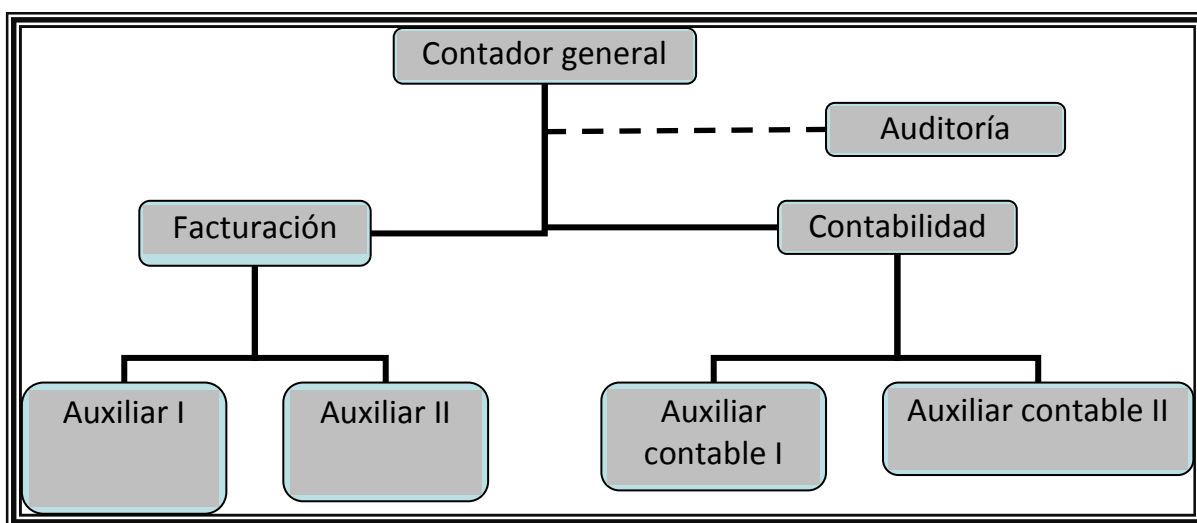 Contador general
Auditoría
Facturación
Contabilidad
Auxiliar I
Auxiliar II
Auxiliar
contable I
Auxiliar contable II